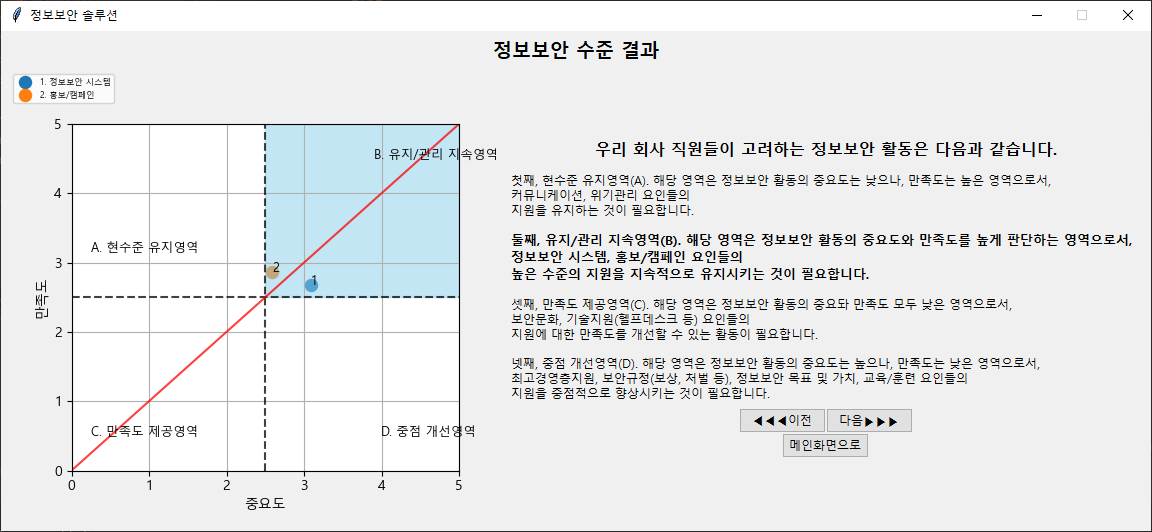 정보보안 솔루션
정보보안 수준 결과
1. 정보보안 시스템
2. 홍보/캠페인
5
B. 유지/관리 지속영역
4
A. 현수준 유지영역
3
2
1
만족도
2
1
C. 만족도 제공영역
D. 중점 개선영역
0
0
1
2
3
4
5
중요도
우리 회사 직원들이 고려하는 정보보안 활동은 다음과 같습니다.
첫째, 현수준 유지영역(A). 해당 영역은 정보보안 활동의 중요도는 낮으나, 만족도는 높은 영역으로서,
커뮤니케이션, 위기관리 요인들의
지원을 유지하는 것이 필요합니다.
둘째, 유지/관리 지속영역(B). 해당 영역은 정보보안 활동의 중요도와 만족도를 높게 판단하는 영역으로서,
정보보안 시스템, 홍보/캠페인 요인들의
높은 수준의 지원을 지속적으로 유지시키는 것이 필요합니다.
셋째, 만족도 제공영역(C). 해당 영역은 정보보안 활동의 중요돠 만족도 모두 낮은 영역으로서,
보안문화, 기술지원(헬프데스크 등) 요인들의
지원에 대한 만족도를 개선할 수 있는 활동이 필요합니다.
넷째, 중점 개선영역(D). 해당 영역은 정보보안 활동의 중요도는 높으나, 만족도는 낮은 영역으로서,
최고경영층지원, 보안규정(보상, 처벌 등), 정보보안 목표 및 가치, 교육/훈련 요인들의
지원을 중점적으로 향상시키는 것이 필요합니다.
◀◀◀이전
다음▶▶▶
메인화면으로